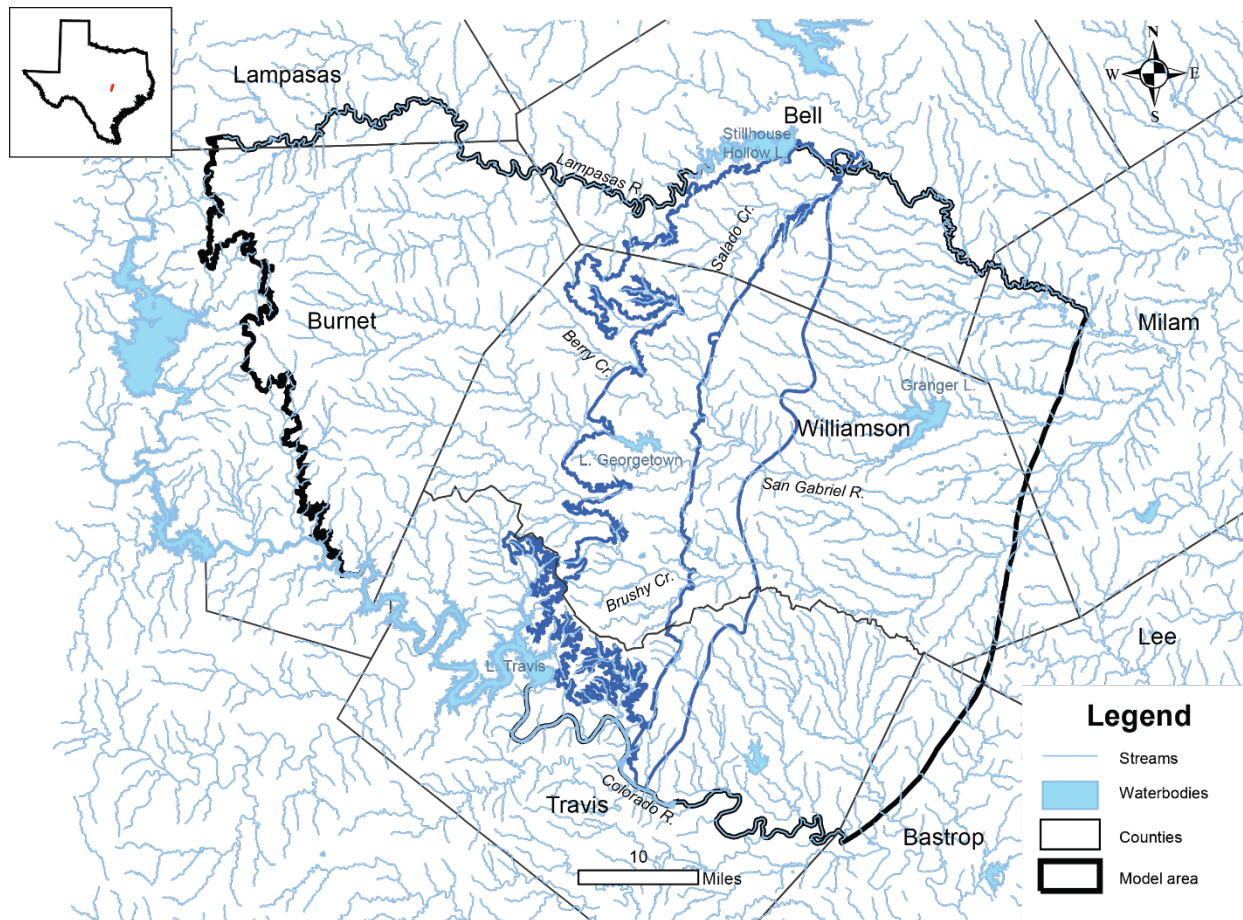 Lampasas
N
W
E
S
Bell
Stillhouse
Hollow L.
Lampasas R.
Salado Cr.
Burnet
Milam
Berry Cr.
Granger L.
Williamson
L. Georgetown
San Gabriel R.
Brushy Cr.
Lee
L. Travis
Colorado R.
Travis
Bastrop
10
Miles
Legend
Streams
Waterbodies
Counties
Model area